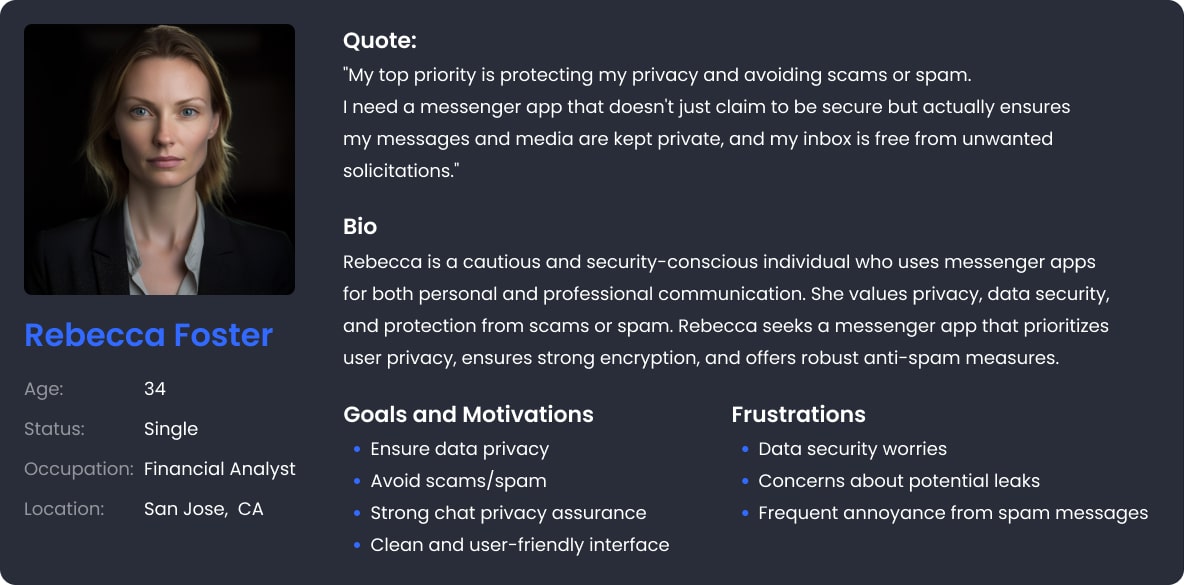 Rebecca Foster
Age: 34
Status: Single
Occupation: Financial Analyst
Location: San Jose, CA
Quote:
"My top priority is protecting my privacy and avoiding scams or spam.
I need a messenger app that doesn't just claim to be secure but actually ensures
my messages and media are kept private, and my inbox is free from unwanted
solicitations."
Bio
Rebecca is a cautious and security-conscious individual who uses messenger apps
for both personal and professional communication. She values privacy, data security,
and protection from scams or spam. Rebecca seeks a messenger app that prioritizes
user privacy, ensures strong encryption, and offers robust anti-spam measures.
Goals and Motivations
• Ensure data privacy
• Avoid scams/spam
• Strong chat privacy assurance
• Clean and user-friendly interface
Frustrations
• Data security worries
• Concerns about potential leaks
• Frequent annoyance from spam messages